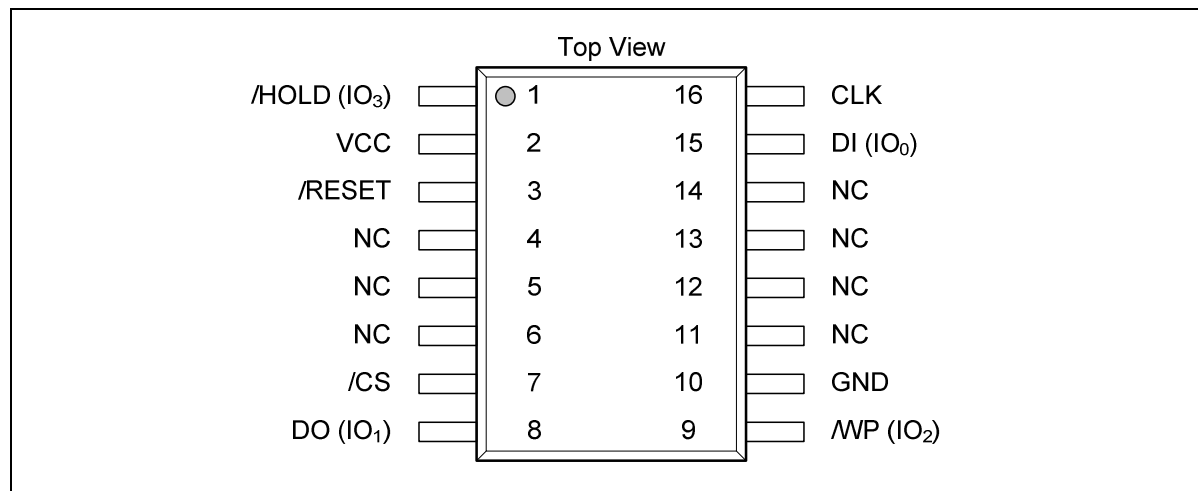 Top View
/HOLD (IO₃) 1 16 CLK
VCC 2 15 DI (IO₀)
/RESET 3 14 NC
NC 4 13 NC
NC 5 12 NC
NC 6 11 NC
/CS 7 10 GND
DO (IO₁) 8 9 /WP (IO₂)